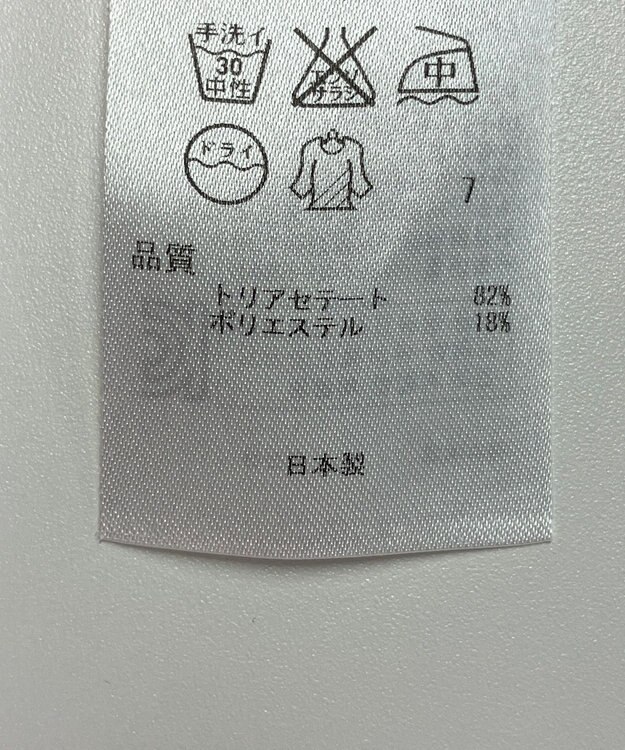 手洗イ
30
中性
エンソ
サラシ
中
ドライ
7
品質
トリアセテート 82%
ポリエステル 18%
日本製